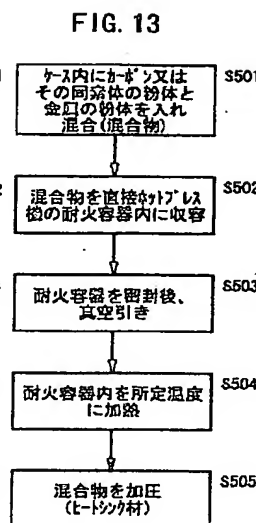 FIG. 13
ケース内にカーボン又は
その同素体の粉体と
金属の粉体を入れ
混合(混合物)
S501
混合物を直接ホットプレス
機の耐火容器内に収容
S502
耐火容器を密封後、
真空引き
S503
耐火容器内を所定温度
に加熱
S504
混合物を加圧
(ヒートシンク材)
S505